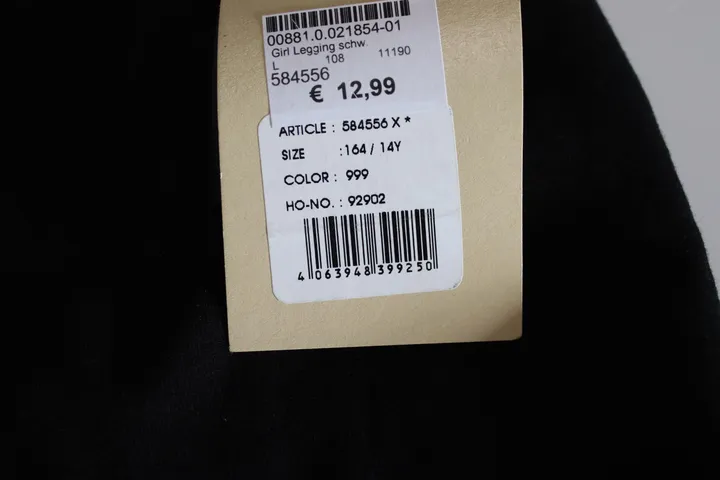 00881.0.021854-01
Girl Legging schw.
L 108 11190
584556
€ 12,99
ARTICLE : 584556 X *
SIZE : 164 / 14Y
COLOR : 999
HO-NO. : 92902
4 063948 399250